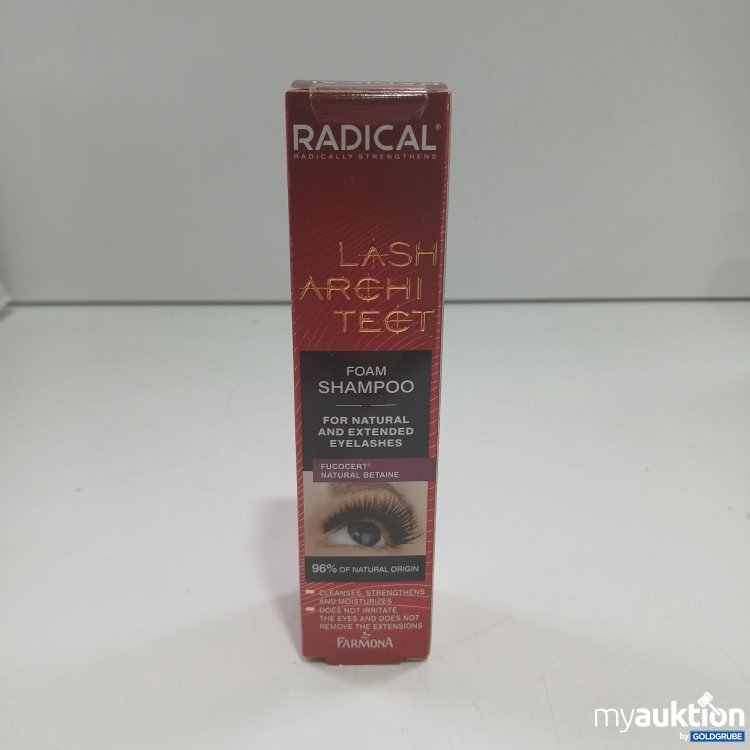 RADICAL®
RADICALLY STRENGTHENS
LASH
ARCHI
TECT
FOAM
SHAMPOO
FOR NATURAL
AND EXTENDED
EYELASHES
FUCOCERT®
NATURAL BETAINE
96% OF NATURAL ORIGIN
CLEANSES, STRENGTHENS
AND MOISTURIZES
DOES NOT IRRITATE
THE EYES AND DOES NOT
REMOVE THE EXTENSIONS
FARMONA
myauktion
by GOLDGRUBE